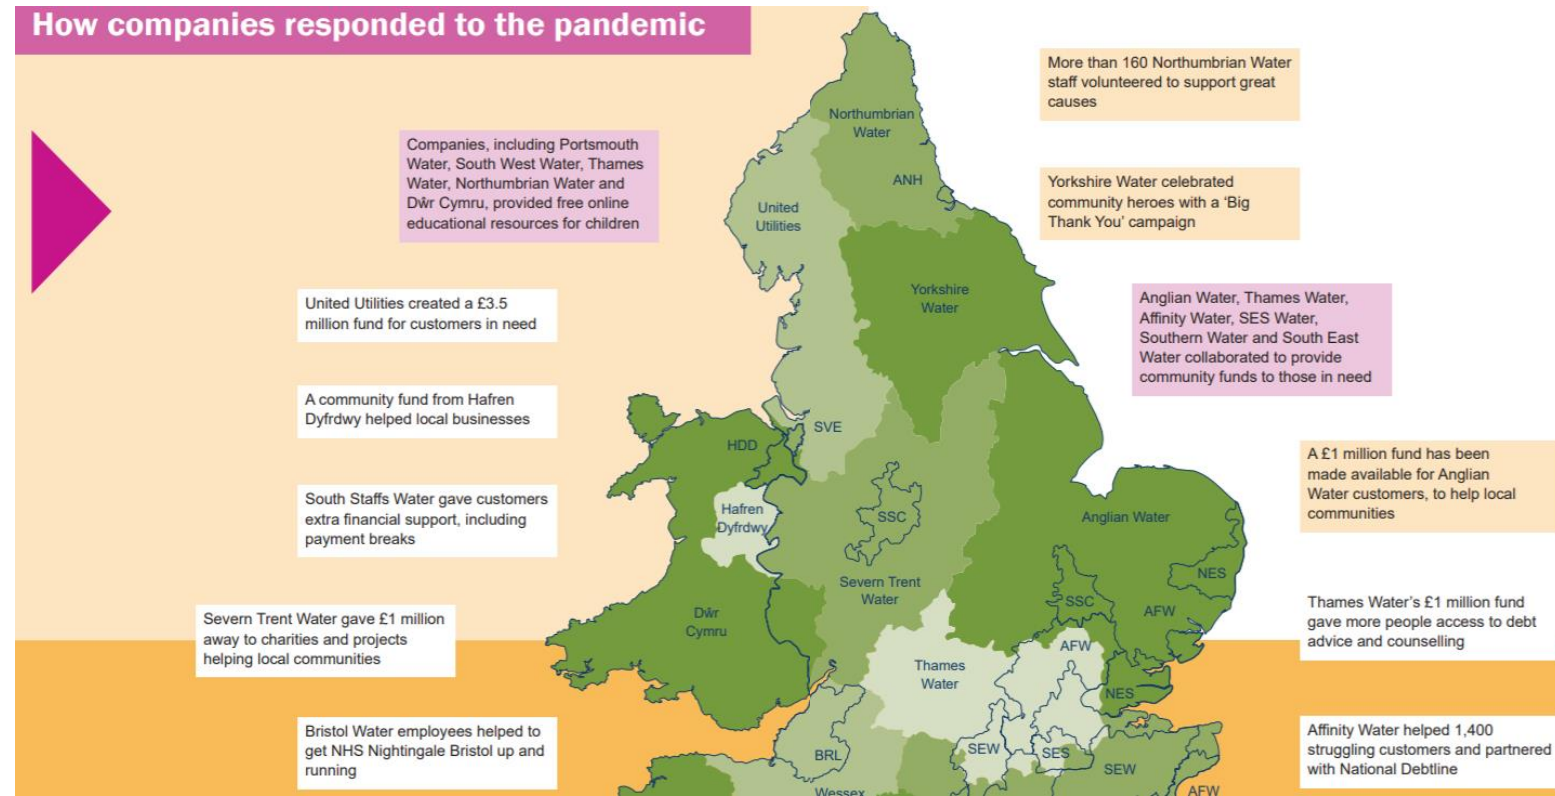 How companies responded to the pandemic
More than 160 Northumbrian Water
staff volunteered to support great
causes
Companies, including Portsmouth
Water, South West Water, Thames
Water, Northumbrian Water and
Dŵr Cymru, provided free online
educational resources for children
Yorkshire Water celebrated
community heroes with a ‘Big
Thank You’ campaign
United Utilities created a £3.5
million fund for customers in need
Anglian Water, Thames Water,
Affinity Water, SES Water,
Southern Water and South East
Water collaborated to provide
community funds to those in need
A community fund from Hafren
Dyfrdwy helped local businesses
A £1 million fund has been
made available for Anglian
Water customers, to help local
communities
South Staffs Water gave customers
extra financial support, including
payment breaks
Severn Trent Water gave £1 million
away to charities and projects
helping local communities
Thames Water’s £1 million fund
gave more people access to debt
advice and counselling
Bristol Water employees helped to
get NHS Nightingale Bristol up and
running
Affinity Water helped 1,400
struggling customers and partnered
with National Debtline
Northumbrian
Water
ANH
United
Utilities
Yorkshire
Water
SVE
HDD
Hafren
Dyfrdwy
SSC
Anglian Water
Severn Trent
Water
NES
SSC
AFW
Dŵr
Cymru
AFW
Thames
Water
NES
BRL
SEW
SES
SEW
Wessex
AFW